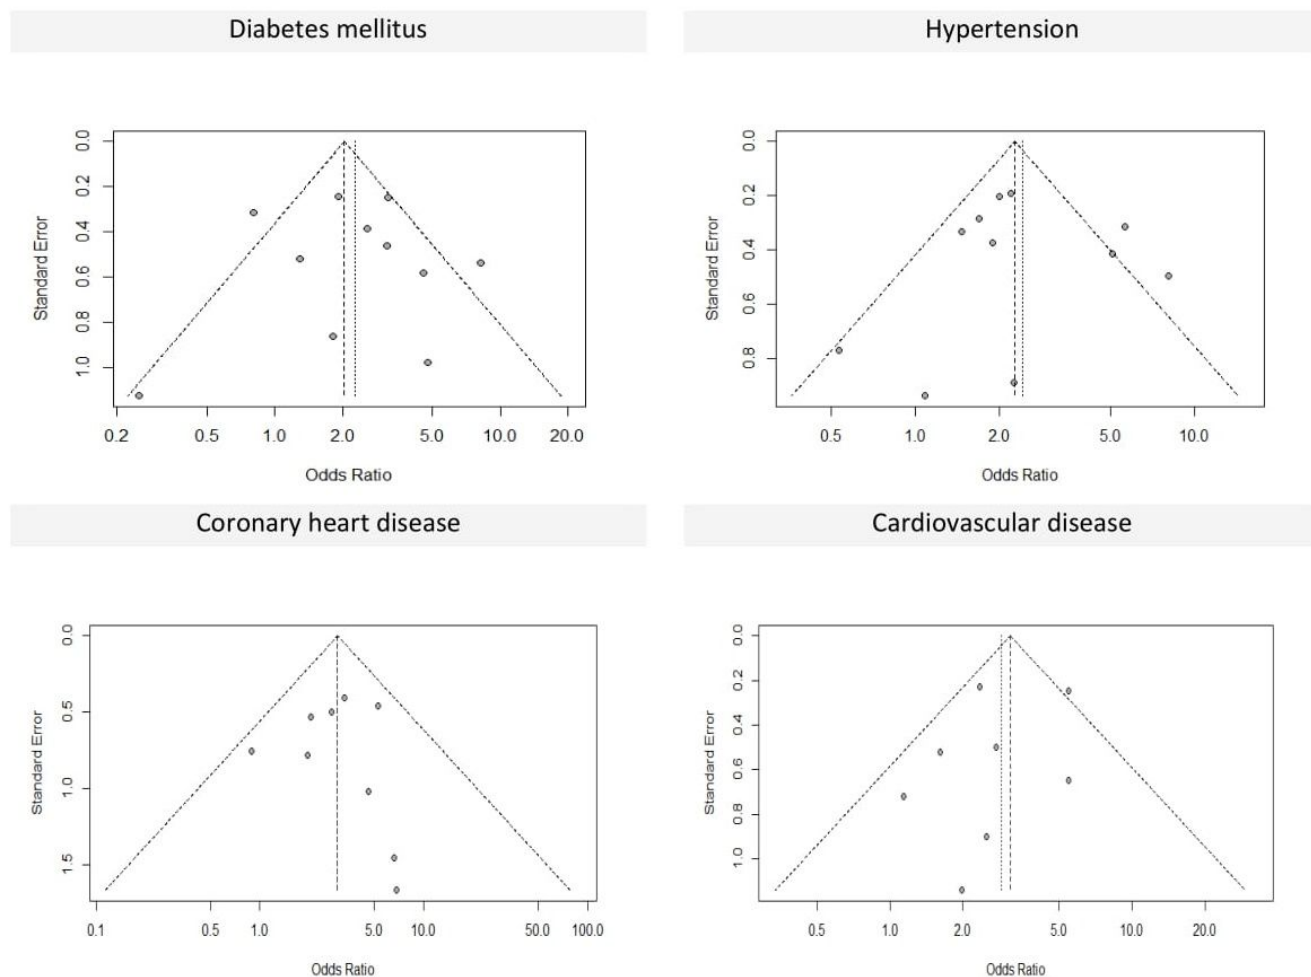 Diabetes mellitus
Hypertension
0.0
0.2
0.4
0.6
0.8
1.0
Standard Error
0.2 0.5 1.0 2.0 5.0 10.0 20.0
Odds Ratio
0.0
0.2
0.4
0.6
0.8
Standard Error
0.5 1.0 2.0 5.0 10.0
Odds Ratio
Coronary heart disease
Cardiovascular disease
0.0
0.5
1.0
1.5
Standard Error
0.1 0.5 1.0 5.0 10.0 50.0 100.0
Odds Ratio
0.0
0.2
0.4
0.6
0.8
1.0
Standard Error
0.5 1.0 2.0 5.0 10.0 20.0
Odds Ratio